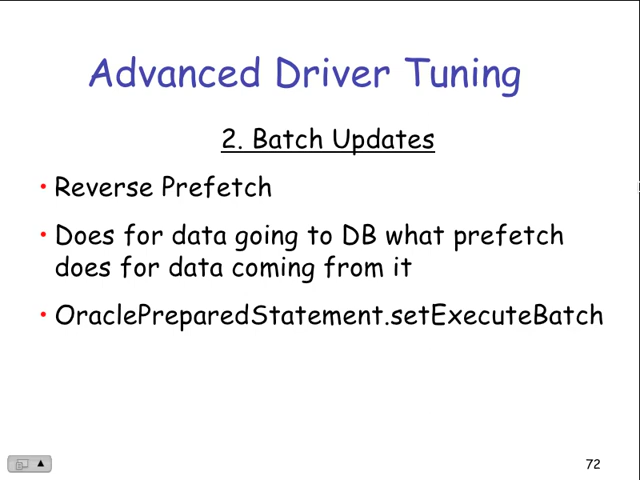 Advanced Driver Tuning
2. Batch Updates
• Reverse Prefetch
• Does for data going to DB what prefetch
does for data coming from it
• OraclePreparedStatement.setExecuteBatch
72